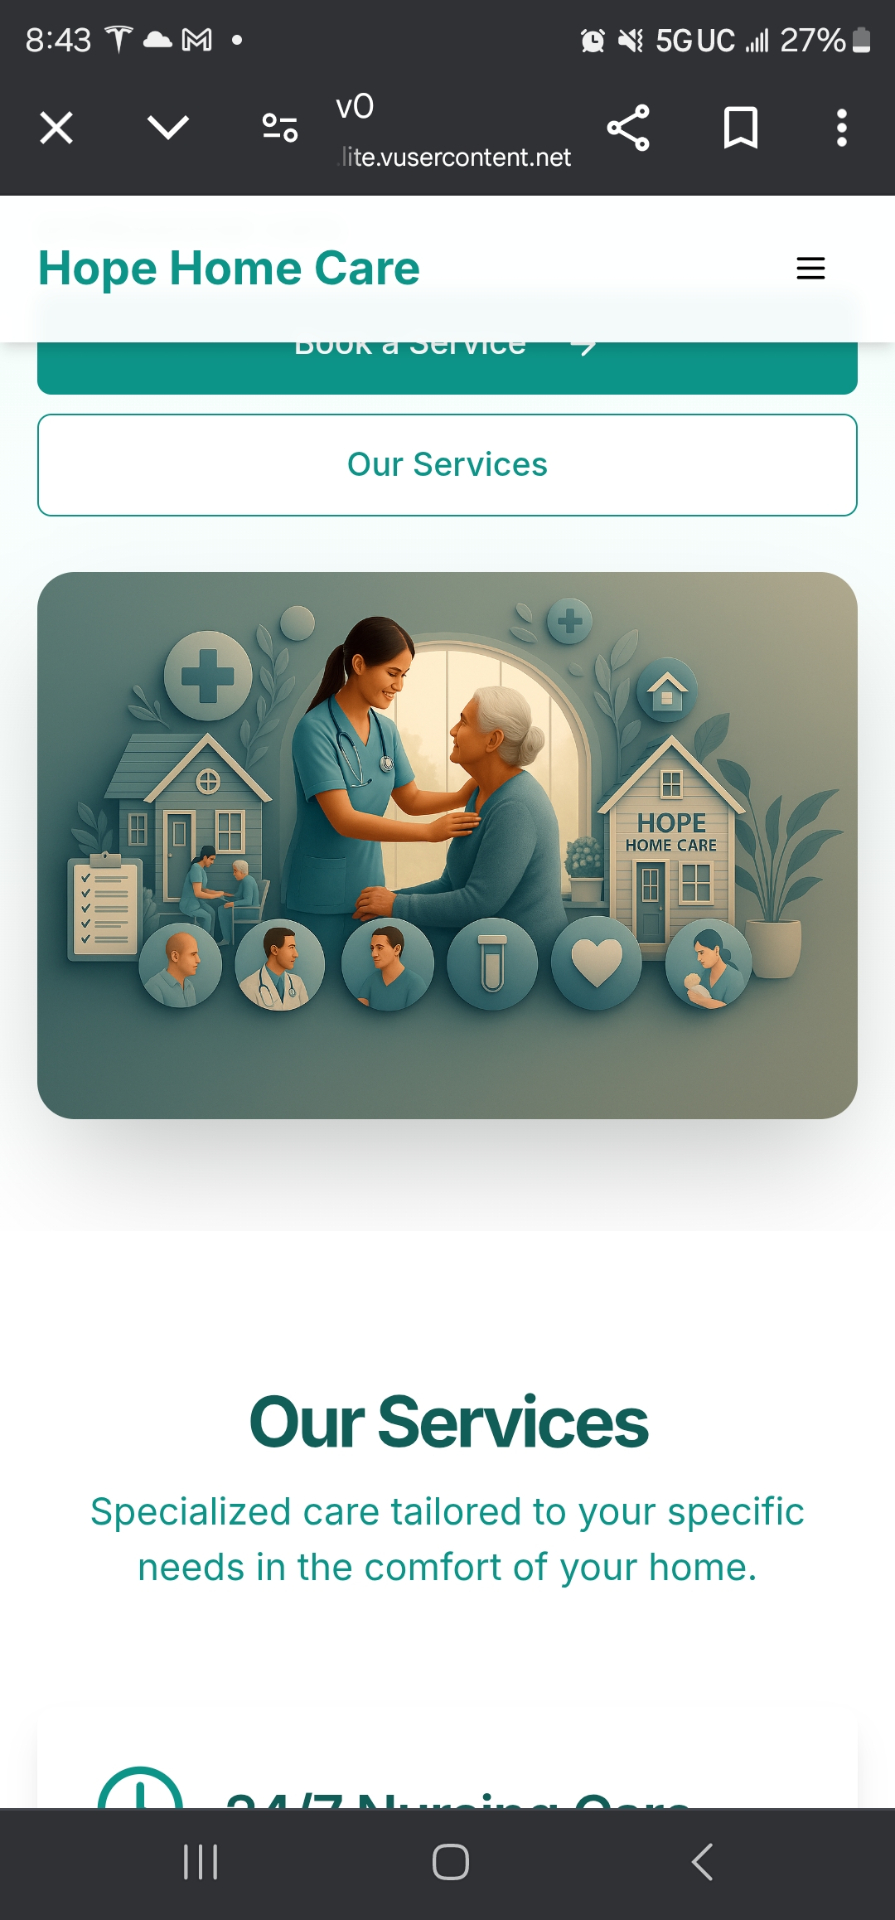 8:43
5G UC 27%
v0
lite.vusercontent.net
Hope Home Care
Book a Service →
Our Services
HOPE
HOME CARE
Our Services
Specialized care tailored to your specific
needs in the comfort of your home.
24/7 Nursing Care